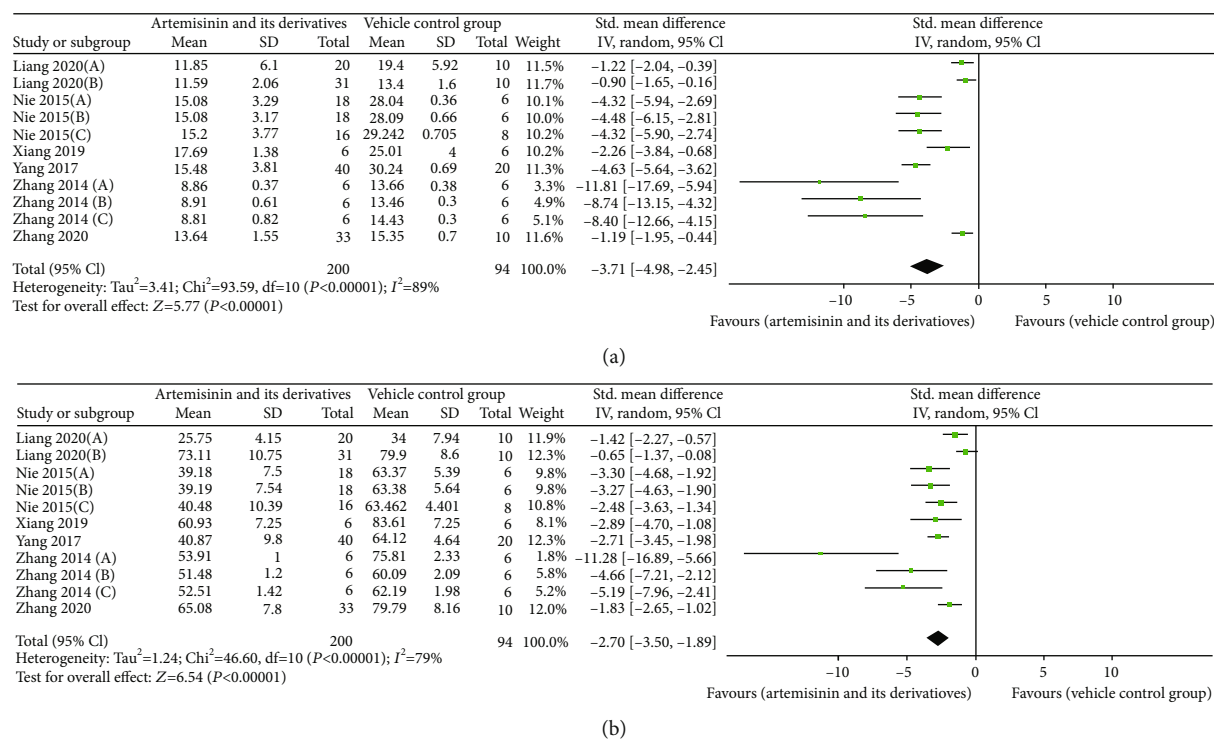 Artemisinin and its derivatives Vehicle control group Std. mean difference Std. mean difference
Study or subgroup Mean SD Total Mean SD Total Weight IV, random, 95% Cl IV, random, 95% Cl
Liang 2020(A) 11.85 6.1 20 19.4 5.92 10 11.5% −1.22 [−2.04, −0.39]
Liang 2020(B) 11.59 2.06 31 13.4 1.6 10 11.7% −0.90 [−1.65, −0.16]
Nie 2015(A) 15.08 3.29 18 28.04 0.36 6 10.1% −4.32 [−5.94, −2.69]
Nie 2015(B) 15.08 3.17 18 28.09 0.66 6 10.0% −4.48 [−6.15, −2.81]
Nie 2015(C) 15.2 3.77 16 29.242 0.705 8 10.2% −4.32 [−5.90, −2.74]
Xiang 2019 17.69 1.38 6 25.01 4 6 10.2% −2.26 [−3.84, −0.68]
Yang 2017 15.48 3.81 40 30.24 0.69 20 11.3% −4.63 [−5.64, −3.62]
Zhang 2014 (A) 8.86 0.37 6 13.66 0.38 6 3.3% −11.81 [−17.69, −5.94]
Zhang 2014 (B) 8.91 0.61 6 13.46 0.3 6 4.9% −8.74 [−13.15, −4.32]
Zhang 2014 (C) 8.81 0.82 6 14.43 0.3 6 5.1% −8.40 [−12.66, −4.15]
Zhang 2020 13.64 1.55 33 15.35 0.7 10 11.6% −1.19 [−1.95, −0.44]
Total (95% Cl) 200 94 100.0% −3.71 [−4.98, −2.45]
Heterogeneity: Tau²=3.41; Chi²=93.59, df=10 (P<0.00001); I²=89%
Test for overall effect: Z=5.77 (P<0.00001)
−10 −5 0 5 10
Favours (artemisinin and its derivatioves) Favours (vehicle control group)
(a)
Artemisinin and its derivatives Vehicle control group Std. mean difference Std. mean difference
Study or subgroup Mean SD Total Mean SD Total Weight IV, random, 95% Cl IV, random, 95% Cl
Liang 2020(A) 25.75 4.15 20 34 7.94 10 11.9% −1.42 [−2.27, −0.57]
Liang 2020(B) 73.11 10.75 31 79.9 8.6 10 12.3% −0.65 [−1.37, −0.08]
Nie 2015(A) 39.18 7.5 18 63.37 5.39 6 9.8% −3.30 [−4.68, −1.92]
Nie 2015(B) 39.19 7.54 18 63.38 5.64 6 9.8% −3.27 [−4.63, −1.90]
Nie 2015(C) 40.48 10.39 16 63.462 4.401 8 10.8% −2.48 [−3.63, −1.34]
Xiang 2019 60.93 7.25 6 83.61 7.25 6 8.1% −2.89 [−4.70, −1.08]
Yang 2017 40.87 9.8 40 64.12 4.64 20 12.3% −2.71 [−3.45, −1.98]
Zhang 2014 (A) 53.91 1 6 75.81 2.33 6 1.8% −11.28 [−16.89, −5.66]
Zhang 2014 (B) 51.48 1.2 6 60.09 2.09 6 5.8% −4.66 [−7.21, −2.12]
Zhang 2014 (C) 52.51 1.42 6 62.19 1.98 6 5.2% −5.19 [−7.96, −2.41]
Zhang 2020 65.08 7.8 33 79.79 8.16 10 12.0% −1.83 [−2.65, −1.02]
Total (95% Cl) 200 94 100.0% −2.70 [−3.50, −1.89]
Heterogeneity: Tau²=1.24; Chi²=46.60, df=10 (P<0.00001); I²=79%
Test for overall effect: Z=6.54 (P<0.00001)
−10 −5 0 5 10
Favours (artemisinin and its derivatioves) Favours (vehicle control group)
(b)